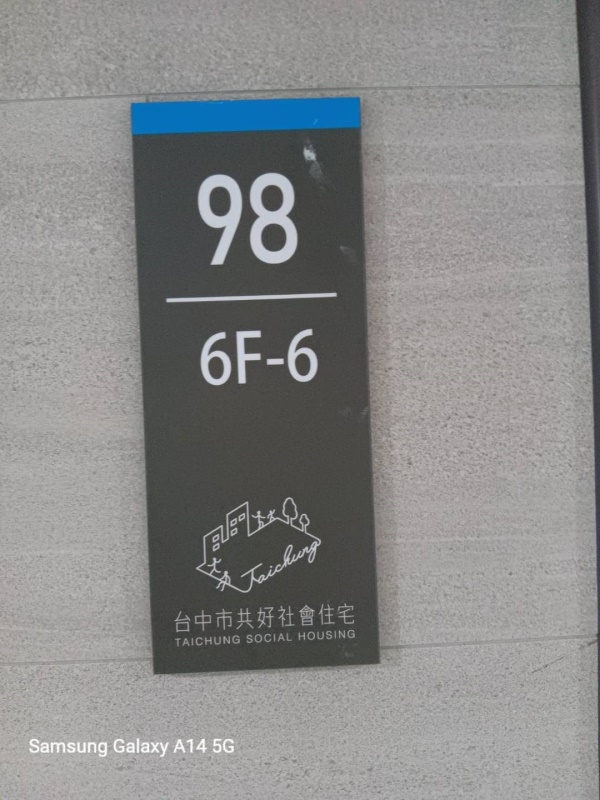 98
6F-6
Taichung
台中市共好社會住宅
TAICHUNG SOCIAL HOUSING
Samsung Galaxy A14 5G